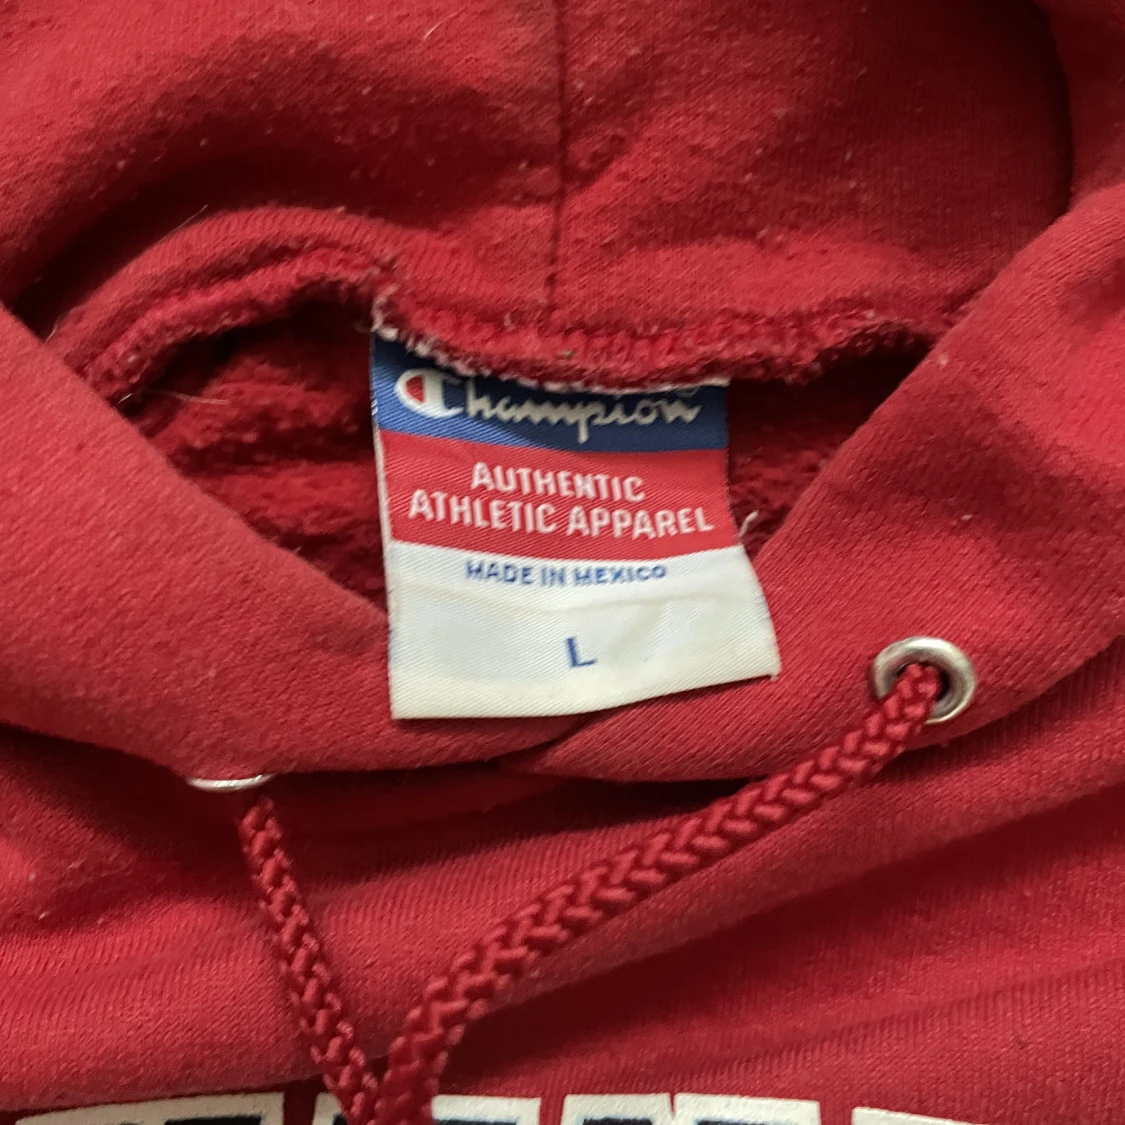 Champion
AUTHENTIC
ATHLETIC APPAREL
MADE IN MEXICO
L